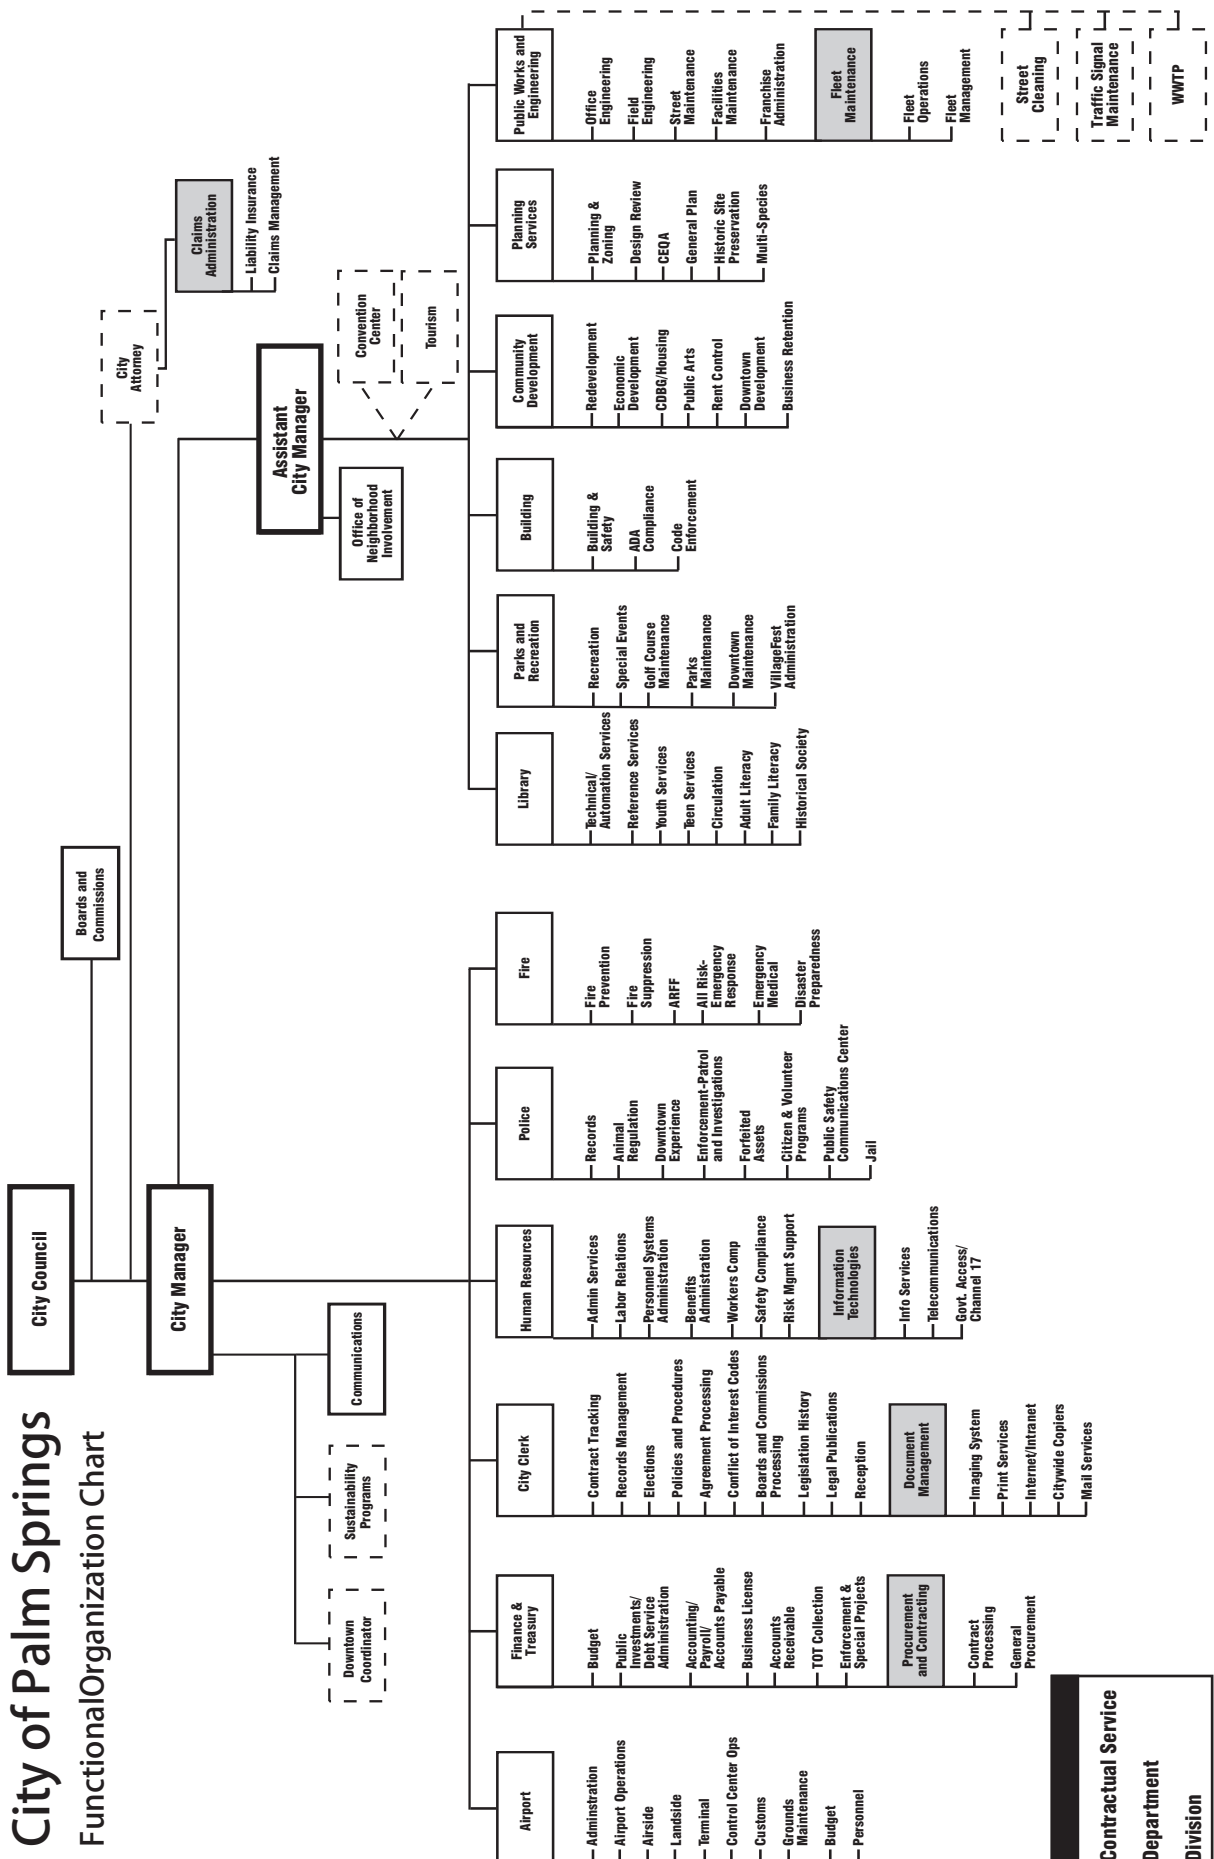 City of Palm Springs
FunctionalOrganization Chart
City Council
Boards and
Commissions
City
Attorney
Claims
Administration
Liability Insurance
Claims Management
City Manager
Assistant
City Manager
Downtown
Coordinator
Sustainability
Programs
Communications
Office of
Neighborhood
Involvement
Convention
Center
Tourism
Airport
Adminstration
Airport Operations
Airside
Landside
Terminal
Control Center Ops
Customs
Grounds
Maintenance
Budget
Personnel
Finance &
Treasury
Budget
Public
Investments/
Debt Service
Administration
Accounting/
Payroll/
Accounts Payable
Business License
Accounts
Receivable
TOT Collection
Enforcement &
Special Projects
Procurement
and Contracting
Contract
Processing
General
Procurement
City Clerk
Contract Tracking
Records Management
Elections
Policies and Procedures
Agreement Processing
Conflict of Interest Codes
Boards and Commissions
Processing
Legislation History
Legal Publications
Reception
Document
Management
Imaging System
Print Services
Internet/Intranet
Citywide Copiers
Mail Services
Human Resources
Admin Services
Labor Relations
Personnel Systems
Administration
Benefits
Administration
Workers Comp
Safety Compliance
Risk Mgmt Support
Information
Technologies
Info Services
Telecommunications
Govt. Access/
Channel 17
Police
Records
Animal
Regulation
Downtown
Experience
Enforcement-Patrol
and Investigations
Forfeited
Assets
Citizen & Volunteer
Programs
Public Safety
Communications Center
Jail
Fire
Fire
Prevention
Fire
Suppression
ARFF
All Risk-
Emergency
Response
Emergency
Medical
Disaster
Preparedness
Library
Technical/
Automation Services
Reference Services
Youth Services
Teen Services
Circulation
Adult Literacy
Family Literacy
Historical Society
Parks and
Recreation
Recreation
Special Events
Golf Course
Maintenance
Parks
Maintenance
Downtown
Maintenance
VillageFest
Administration
Building
Building &
Safety
ADA
Compliance
Code
Enforcement
Community
Development
Redevelopment
Economic
Development
CDBG/Housing
Public Arts
Rent Control
Downtown
Development
Business Retention
Planning
Services
Planning &
Zoning
Design Review
CEQA
General Plan
Historic Site
Preservation
Multi-Species
Public Works and
Engineering
Office
Engineering
Field
Engineering
Street
Maintenance
Facilities
Maintenance
Franchise
Administration
Fleet
Maintenance
Fleet
Operations
Fleet
Management
Street
Cleaning
Traffic Signal
Maintenance
WWTP
Contractual Service
Department
Division